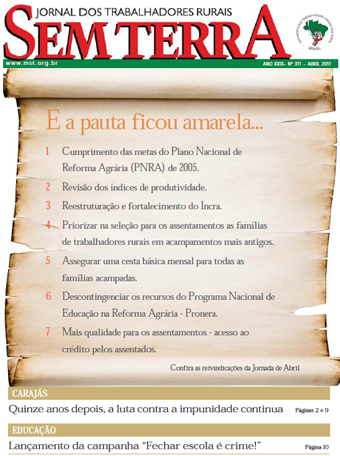 JORNAL DOS TRABALHADORES RURAIS
SEM TERRA
www.mst.org.br
ANO XXIX- Nº 311 - ABRIL 2011
E a pauta ficou amarela...
1 Cumprimento das metas do Plano Nacional de
Reforma Agrária (PNRA) de 2005.
2 Revisão dos índices de produtividade.
3 Reestruturação e fortalecimento do Incra.
4 Priorizar na seleção para os assentamentos as famílias
de trabalhadores rurais em acampamentos mais antigos.
5 Assegurar uma cesta básica mensal para todas as
famílias acampadas.
6 Descontingenciar os recursos do Programa Nacional de
Educação na Reforma Agrária - Pronera.
7 Mais qualidade para os assentamentos - acesso ao
crédito pelos assentados.
Confira as reivindicações da Jornada de Abril
CARAJÁS
Quinze anos depois, a luta contra a impunidade continua Páginas 2 e 9
EDUCAÇÃO
Lançamento da campanha “Fechar escola é crime!” Página 10